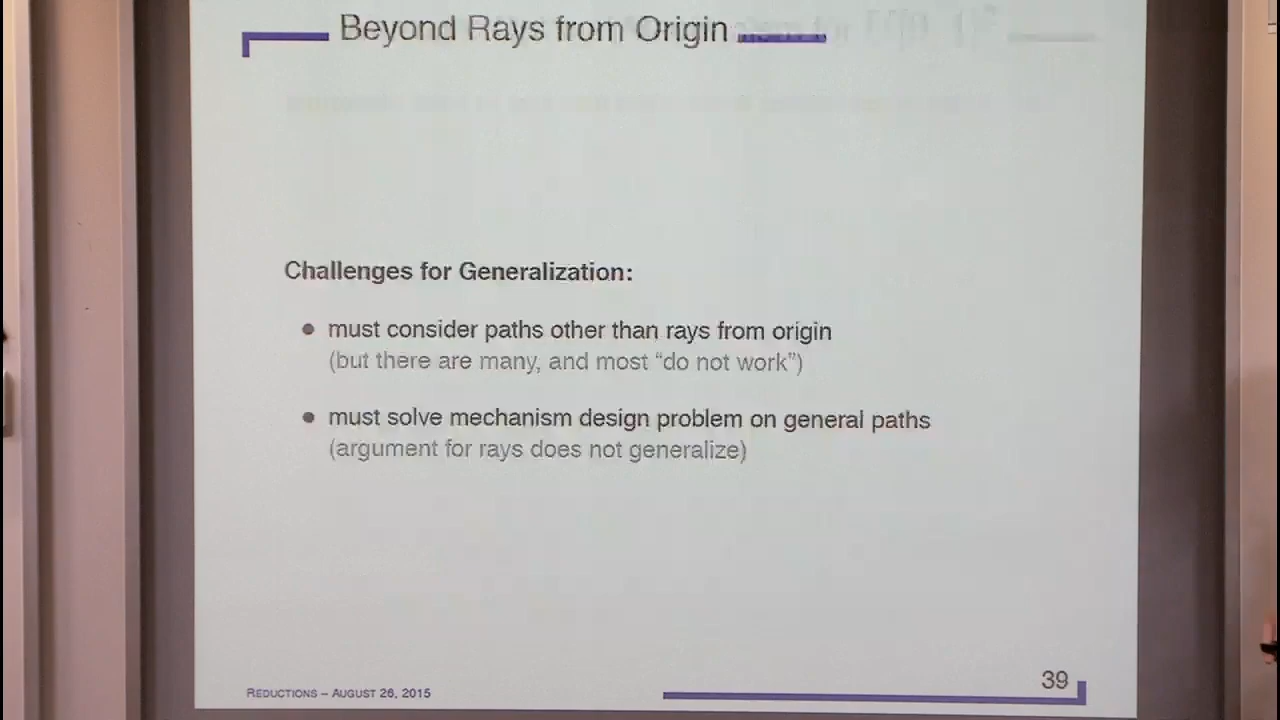 Beyond Rays from Origin
Challenges for Generalization:
● must consider paths other than rays from origin
(but there are many, and most “do not work”)
● must solve mechanism design problem on general paths
(argument for rays does not generalize)
REDUCTIONS – AUGUST 26, 2015
39